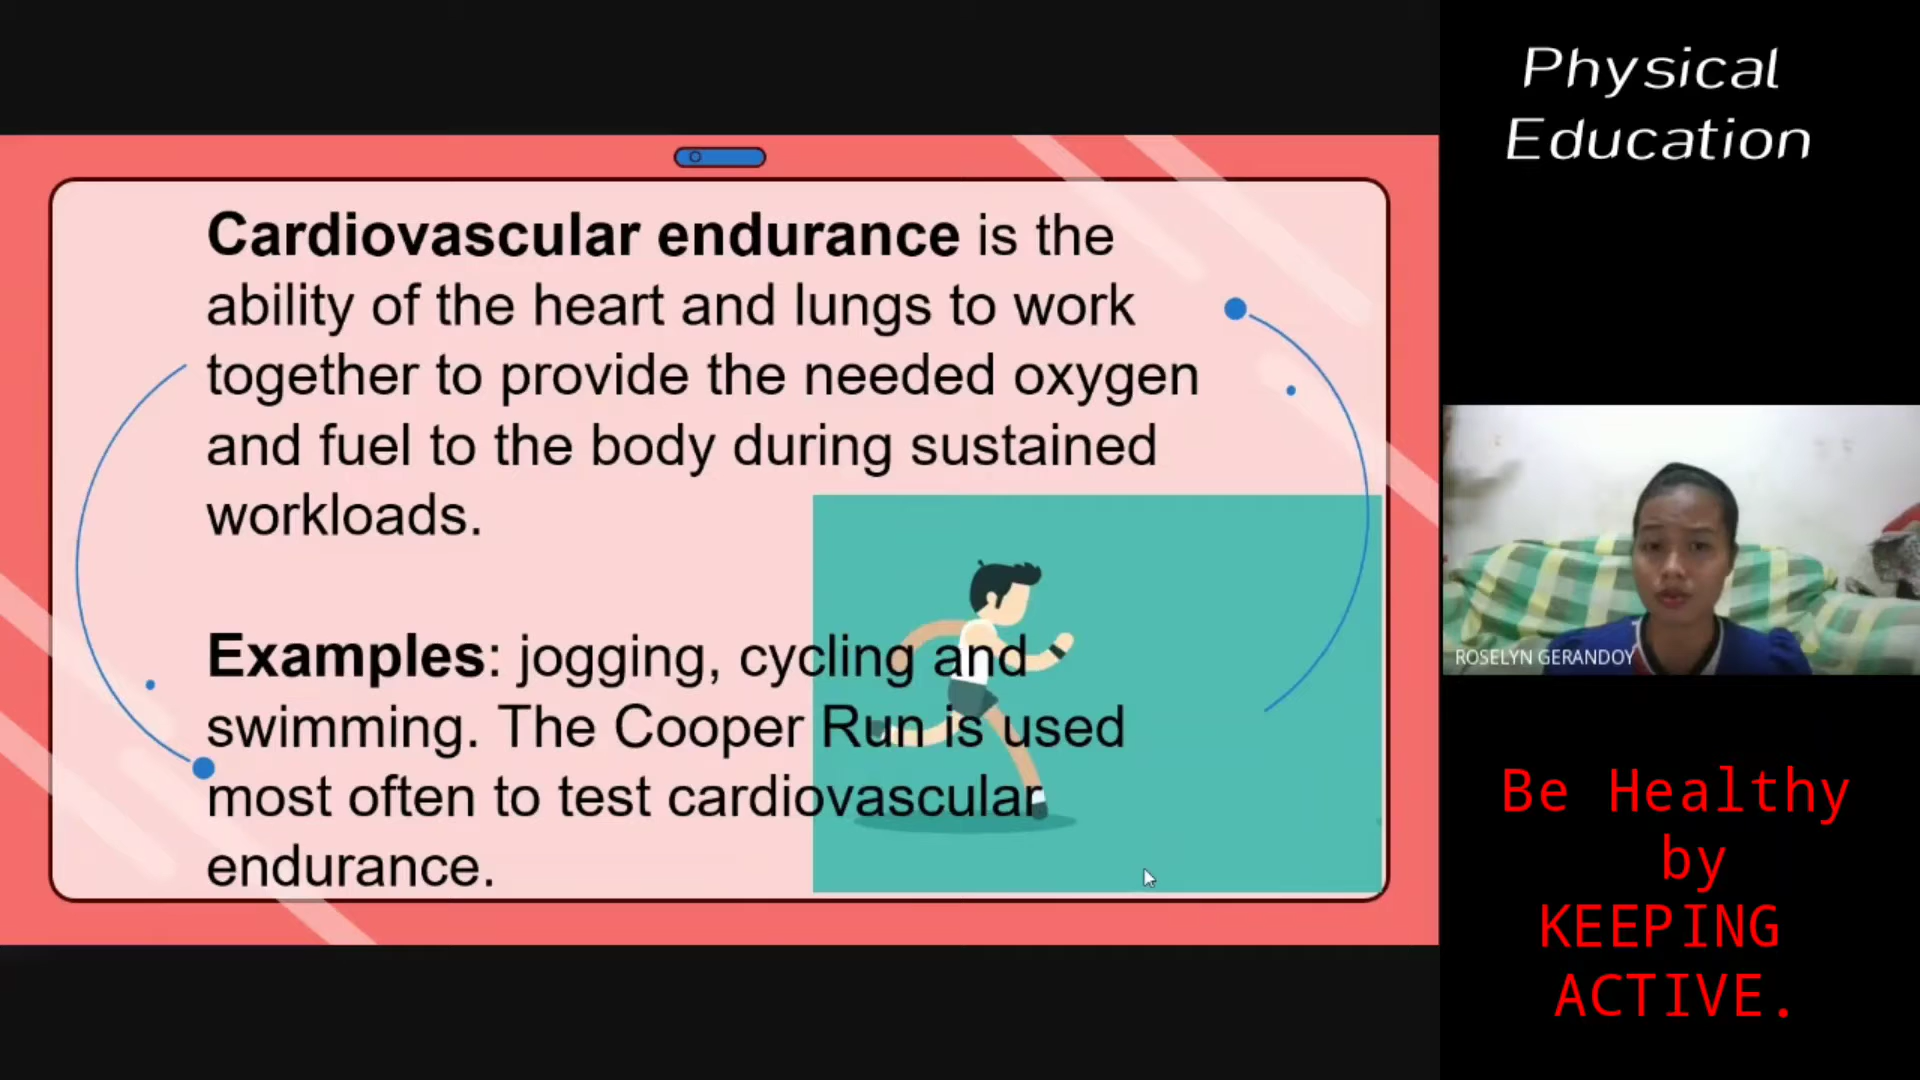 Cardiovascular endurance is the
ability of the heart and lungs to work
together to provide the needed oxygen
and fuel to the body during sustained
workloads.
Examples: jogging, cycling and
swimming. The Cooper Run is used
most often to test cardiovascular
endurance.
Physical
Education
ROSELYN GERANDOY
Be Healthy
by
KEEPING
ACTIVE.